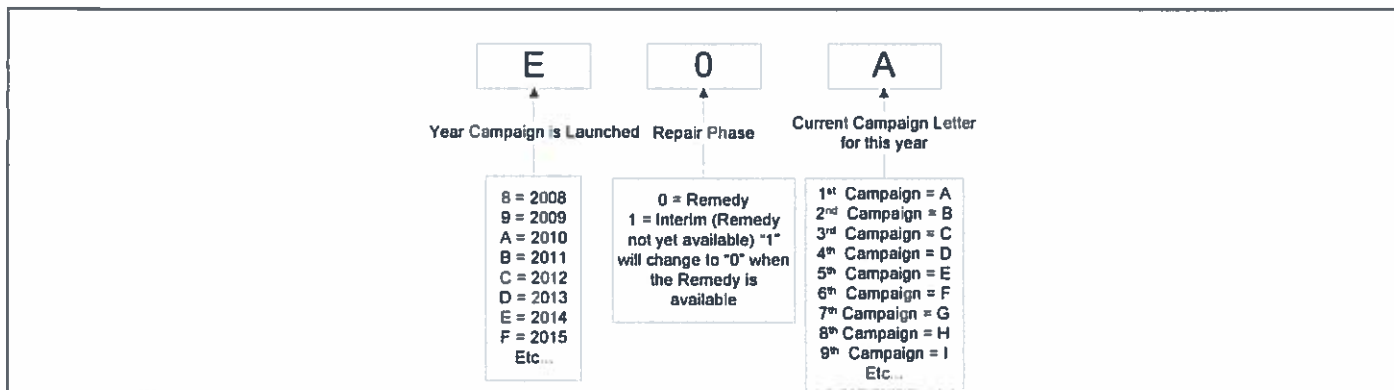 E
0
A
Year Campaign is Launched
Repair Phase
Current Campaign Letter
for this year
8 = 2008
9 = 2009
A = 2010
B = 2011
C = 2012
D = 2013
E = 2014
F = 2015
Etc...
0 = Remedy
1 = Interim (Remedy
not yet available) "1"
will change to "0" when
the Remedy is
available
1st Campaign = A
2nd Campaign = B
3rd Campaign = C
4th Campaign = D
5th Campaign = E
6th Campaign = F
7th Campaign = G
8th Campaign = H
9th Campaign = I
Etc...